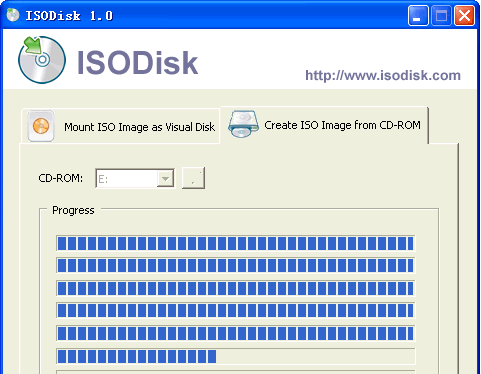 ISODisk 1.0
ISODisk
http://www.isodisk.com
Mount ISO Image as Visual Disk
Create ISO Image from CD-ROM
CD-ROM:
E:
Progress